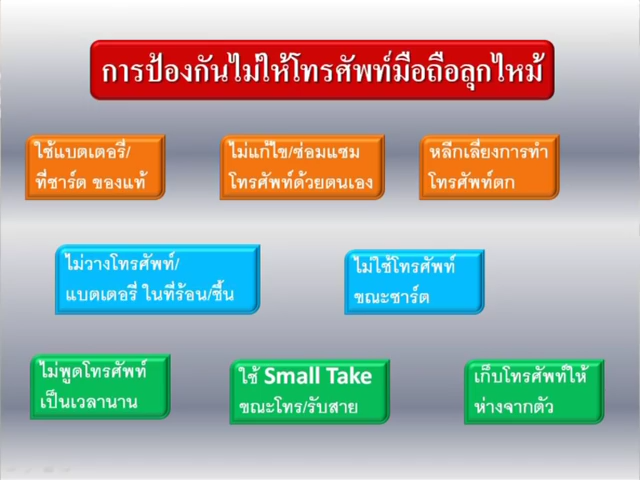 การป้องกันไม่ให้โทรศัพท์มือถือลุกไหม้
ใช้แบตเตอรี่/
ที่ชาร์ต ของแท้
ไม่แก้ไข/ซ่อมแซม
โทรศัพท์ด้วยตนเอง
หลีกเลี่ยงการทำ
โทรศัพท์ตก
ไม่วางโทรศัพท์/
แบตเตอรี่ ในที่ร้อน/ชื้น
ไม่ใช้โทรศัพท์
ขณะชาร์ต
ไม่พูดโทรศัพท์
เป็นเวลานาน
ใช้ Small Take
ขณะโทร/รับสาย
เก็บโทรศัพท์ให้
ห่างจากตัว